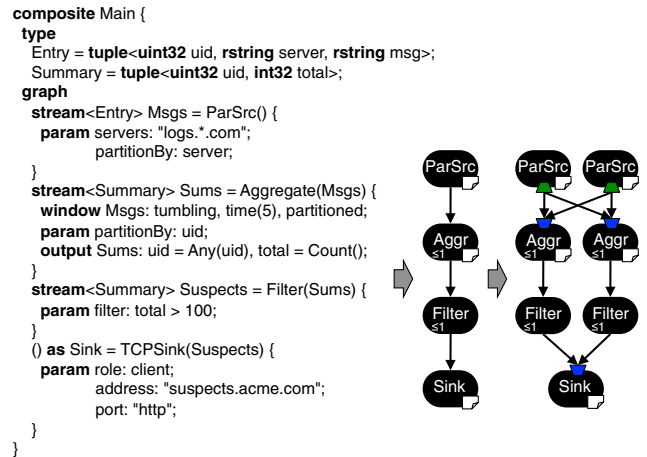 composite Main {
type
Entry = tuple<uint32 uid, rstring server, rstring msg>;
Summary = tuple<uint32 uid, int32 total>;
graph
stream<Entry> Msgs = ParSrc() {
param servers: "logs.*.com";
partitionBy: server;
}
stream<Summary> Sums = Aggregate(Msgs) {
window Msgs: tumbling, time(5), partitioned;
param partitionBy: uid;
output Sums: uid = Any(uid), total = Count();
}
stream<Summary> Suspects = Filter(Sums) {
param filter: total > 100;
}
() as Sink = TCPSink(Suspects) {
param role: client;
address: "suspects.acme.com";
port: "http";
}
}
ParSrc
Aggr
≤1
Filter
≤1
Sink
ParSrc ParSrc
Aggr Aggr
≤1 ≤1
Filter Filter
≤1 ≤1
Sink